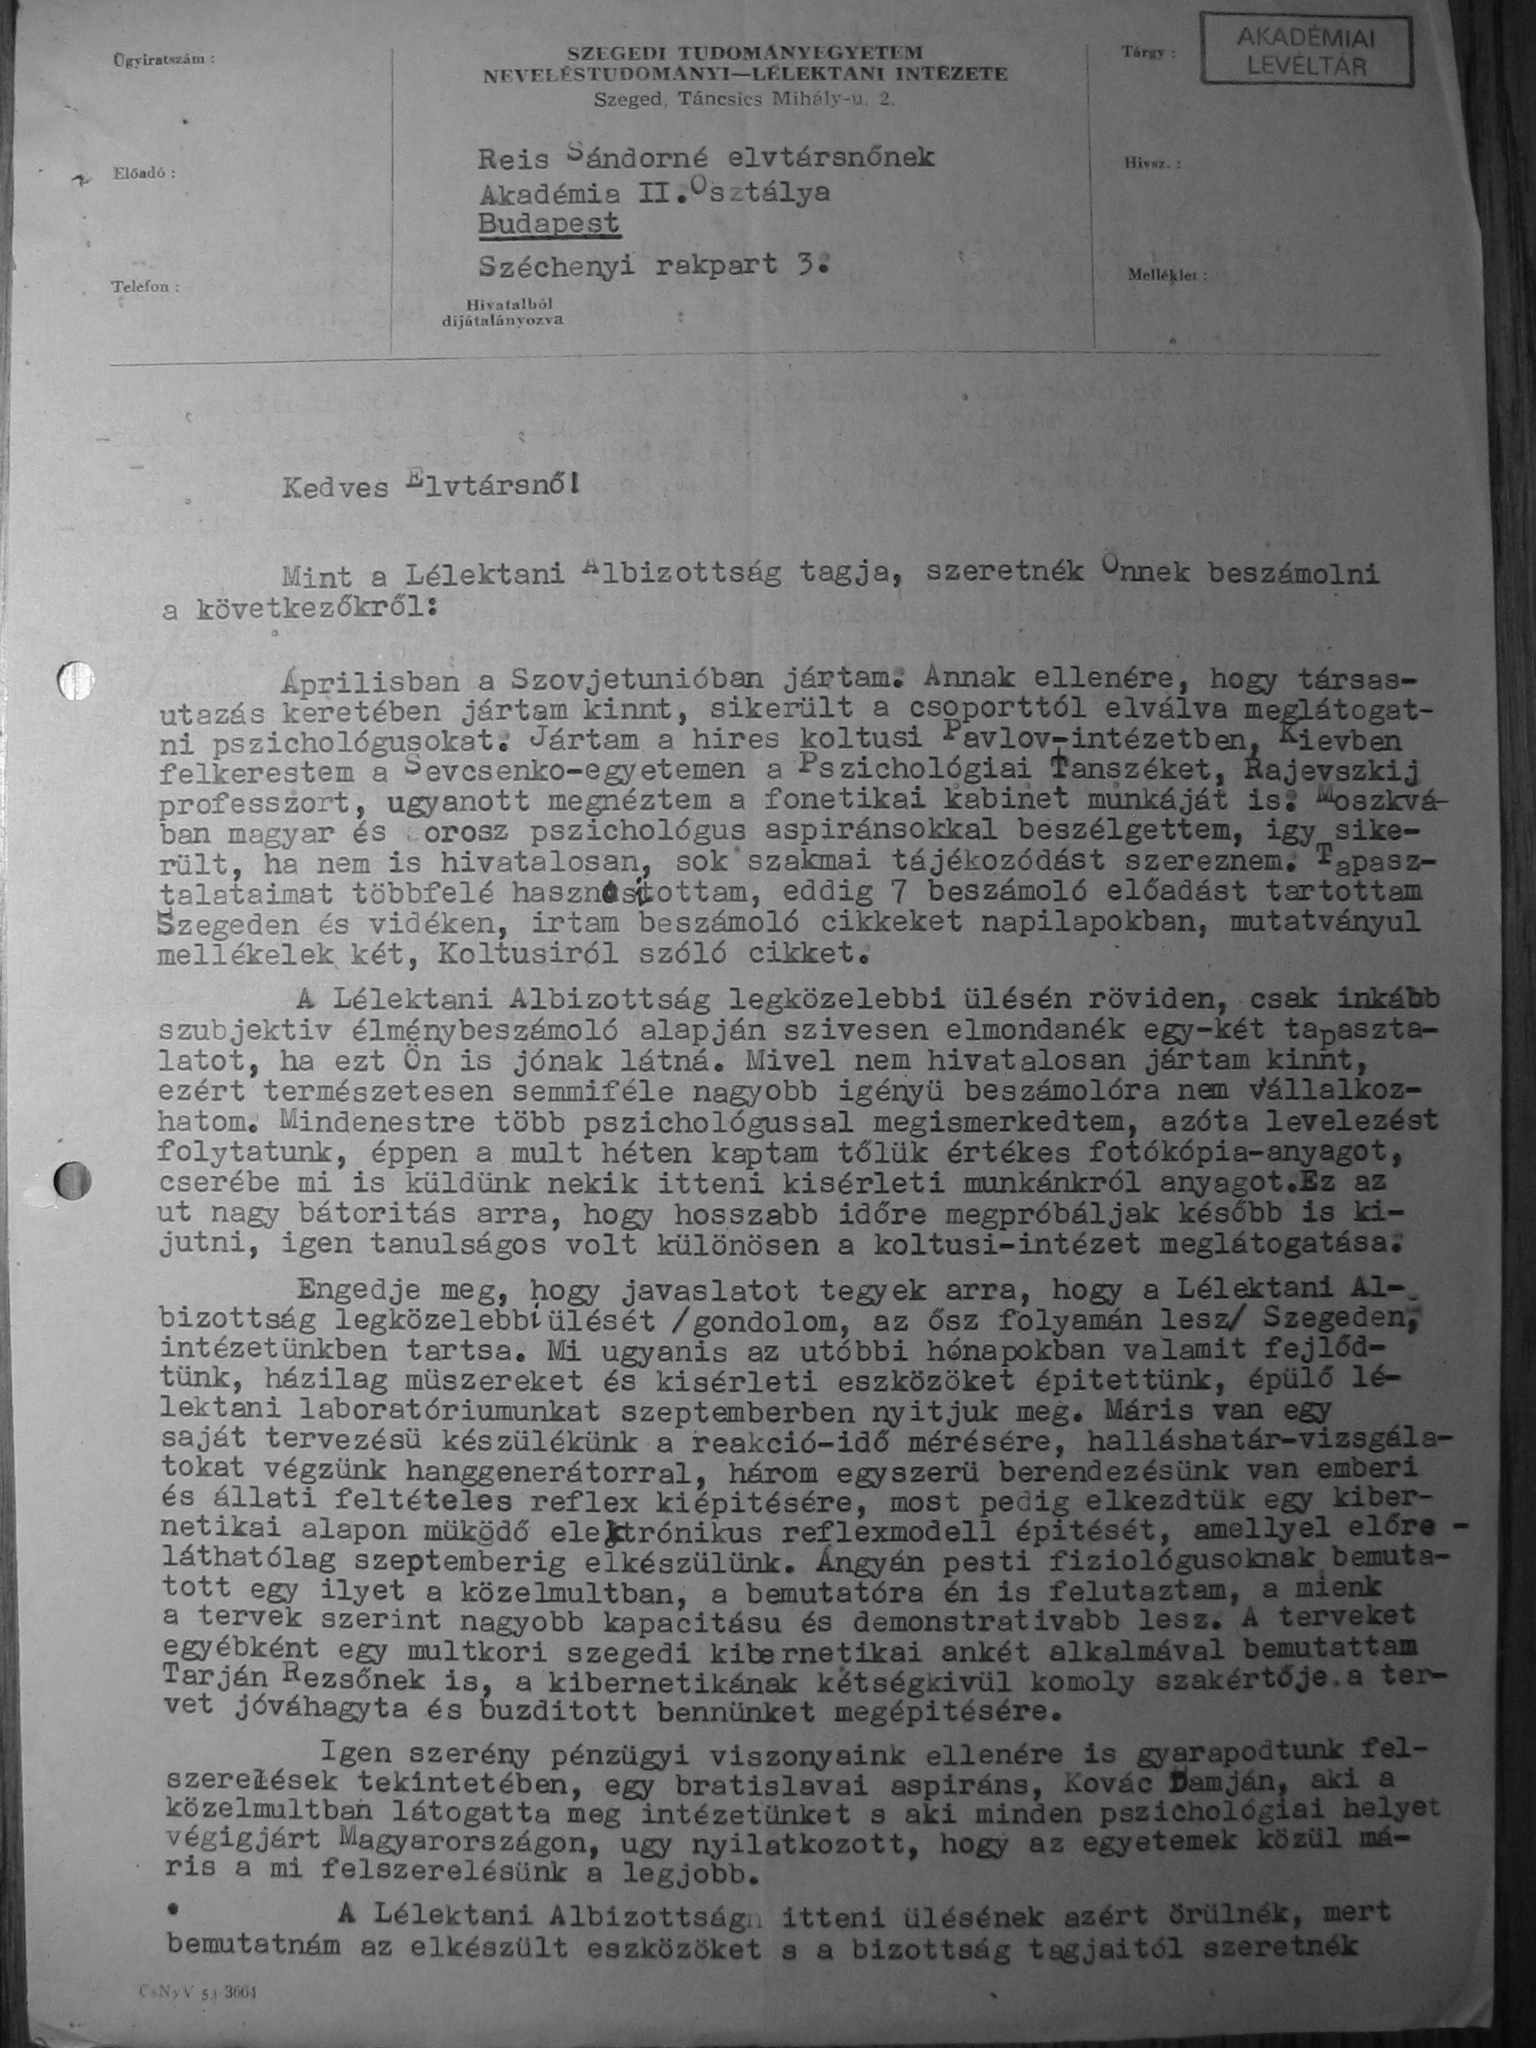 Ügyiratszám :
SZEGEDI TUDOMÁNYEGYETEM
NEVELÉSTUDOMÁNYI—LÉLEKTANI INTÉZETE
Szeged, Táncsics Mihály-u. 2.
Tárgy :
AKADÉMIAI
LEVÉLTÁR
Előadó :
Reis Sándorné elvtársnőnek
Akadémia II.Osztálya
Budapest
Széchenyi rakpart 3.
Hivsz. :
Telefon :
Melléklet :
Hivatalból
díjátalányozva
Kedves Elvtársnő!
Mint a Lélektani Albizottság tagja, szeretnék Önnek beszámolni
a következőkről:
Áprilisban a Szovjetunióban jártam. Annak ellenére, hogy társas-
utazás keretében jártam kinnt, sikerült a csoporttól elválva meglátogat-
ni pszichológusokat. Jártam a hires koltusi Pavlov-intézetben, Kievben
felkerestem a Sevcsenko-egyetemen a Pszichológiai Tanszéket, Rajevszkij
professzort, ugyanott megnéztem a fonetikai kabinet munkáját is. Moszkvá-
ban magyar és orosz pszichológus aspiránsokkal beszélgettem, igy sike-
rült, ha nem is hivatalosan, sok szakmai tájékozódást szereznem. Tapasz-
talataimat többfelé hasznositottam, eddig 7 beszámoló előadást tartottam
Szegeden és vidéken, irtam beszámoló cikkeket napilapokban, mutatványul
mellékelek két, Koltusiról szóló cikket.
A Lélektani Albizottság legközelebbi ülésén röviden, csak inkább
szubjektiv élménybeszámoló alapján szivesen elmondanék egy-két tapaszta-
latot, ha ezt Ön is jónak látná. Mivel nem hivatalosan jártam kinnt,
ezért természetesen semmiféle nagyobb igényü beszámolóra nem vállalkoz-
hatom. Mindenestre több pszichológussal megismerkedtem, azóta levelezést
folytatunk, éppen a mult héten kaptam tőlük értékes fotókópia-anyagot,
cserébe mi is küldünk nekik itteni kisérleti munkánkról anyagot.Ez az
ut nagy bátoritás arra, hogy hosszabb időre megpróbáljak később is ki-
jutni, igen tanulságos volt különösen a koltusi-intézet meglátogatása.
Engedje meg, hogy javaslatot tegyek arra, hogy a Lélektani Al-
bizottság legközelebbi ülését /gondolom, az ősz folyamán lesz/ Szegeden,
intézetünkben tartsa. Mi ugyanis az utóbbi hónapokban valamit fejlőd-
tünk, házilag müszereket és kisérleti eszközöket épitettünk, épülő lé-
lektani laboratóriumunkat szeptemberben nyitjuk meg. Máris van egy
saját tervezésü készülékünk a reakció-idő mérésére, halláshatár-vizsgála-
tokat végzünk hanggenerátorral, három egyszerü berendezésünk van emberi
és állati feltételes reflex kiépitésére, most pedig elkezdtük egy kiber-
netikai alapon müködő elektrónikus reflexmodell épitését, amellyel előre -
láthatólag szeptemberig elkészülünk. Ángyán pesti fiziológusoknak bemuta-
tott egy ilyet a közelmultban, a bemutatóra én is felutaztam, a mienk
a tervek szerint nagyobb kapacitásu és demonstrativabb lesz. A terveket
egyébként egy multkori szegedi kibernetikai ankét alkalmával bemutattam
Tarján Rezsőnek is, a kibernetikának kétségkivül komoly szakértője.a ter-
vet jóváhagyta és buzditott bennünket megépitésére.
Igen szerény pénzügyi viszonyaink ellenére is gyarapodtunk fel-
szerelések tekintetében, egy bratislavai aspiráns, Kovác Damján, aki a
közelmultban látogatta meg intézetünket s aki minden pszichológiai helyet
végigjárt Magyarországon, ugy nyilatkozott, hogy az egyetemek közül má-
ris a mi felszerelésünk a legjobb.
A Lélektani Albizottságn itteni ülésének azért örülnék, mert
bemutatnám az elkészült eszközöket s a bizottság tagjaitól szeretnék
CsNyV 53-3664